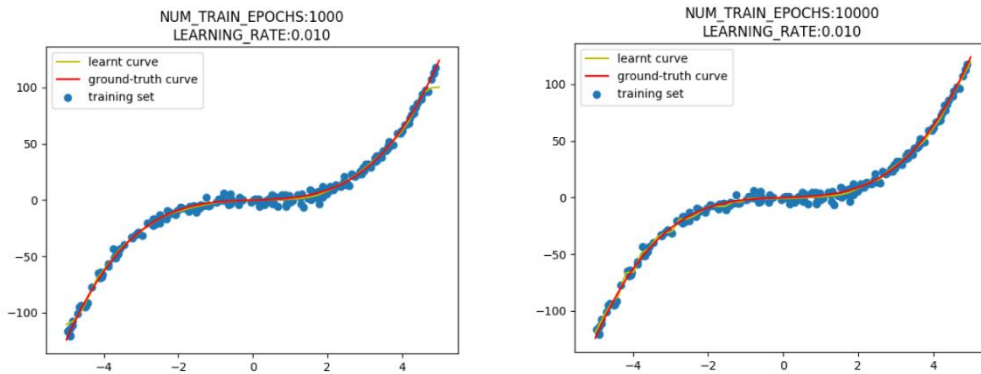 NUM_TRAIN_EPOCHS:1000
LEARNING_RATE:0.010
learnt curve
ground-truth curve
training set
100
50
0
−50
−100
−4
−2
0
2
4
NUM_TRAIN_EPOCHS:10000
LEARNING_RATE:0.010
learnt curve
ground-truth curve
training set
100
50
0
−50
−100
−4
−2
0
2
4